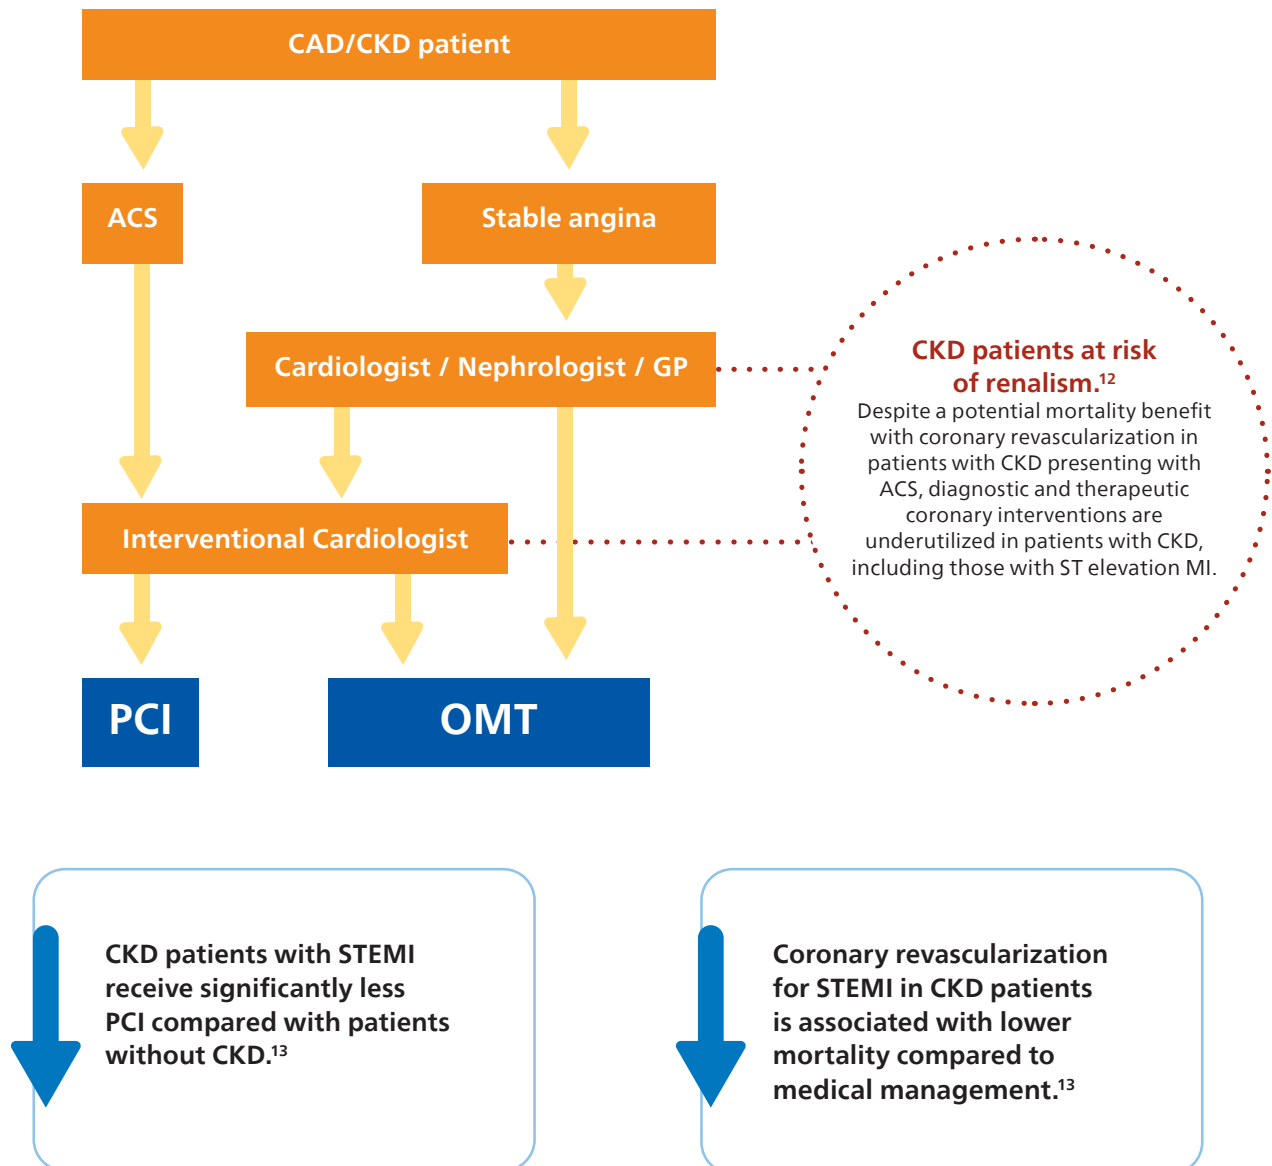 CAD/CKD patient
ACS
Stable angina
Cardiologist / Nephrologist / GP
CKD patients at risk
of renalism.¹²
Despite a potential mortality benefit
with coronary revascularization in
patients with CKD presenting with
ACS, diagnostic and therapeutic
coronary interventions are
underutilized in patients with CKD,
including those with ST elevation MI.
Interventional Cardiologist
PCI
OMT
CKD patients with STEMI
receive significantly less
PCI compared with patients
without CKD.¹³
Coronary revascularization
for STEMI in CKD patients
is associated with lower
mortality compared to
medical management.¹³